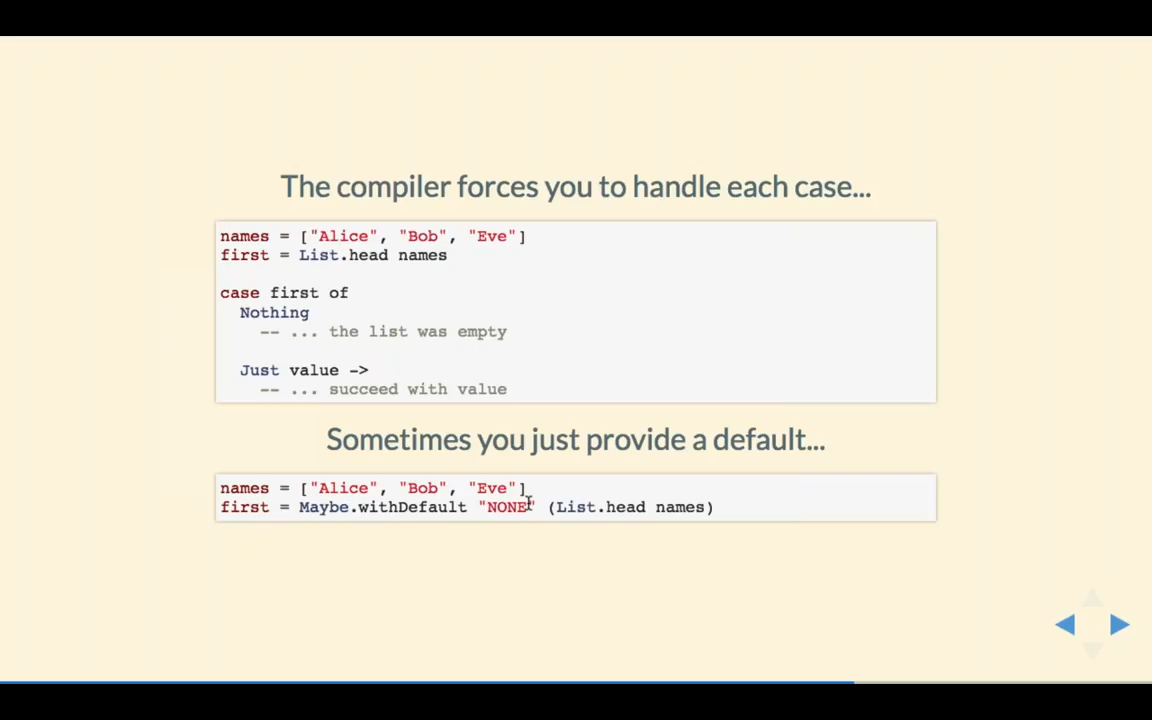 The compiler forces you to handle each case...
names = ["Alice", "Bob", "Eve"]
first = List.head names
case first of
  Nothing
    -- ... the list was empty
  Just value ->
    -- ... succeed with value
Sometimes you just provide a default...
names = ["Alice", "Bob", "Eve"]
first = Maybe.withDefault "NONE" (List.head names)